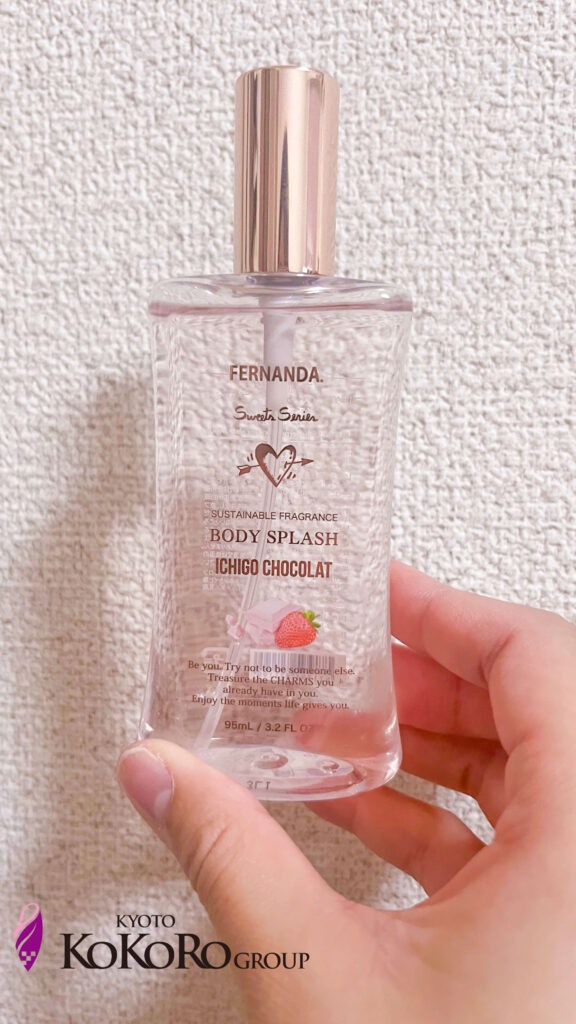 FERNANDA.
Sweets Series
SUSTAINABLE FRAGRANCE
BODY SPLASH
ICHIGO CHOCOLAT
Be you. Try not to be someone else.
Treasure the CHARMS you
already have in you.
Enjoy the moments life gives you.
95mL / 3.2 FL OZ
KYOTO
KOKORO GROUP